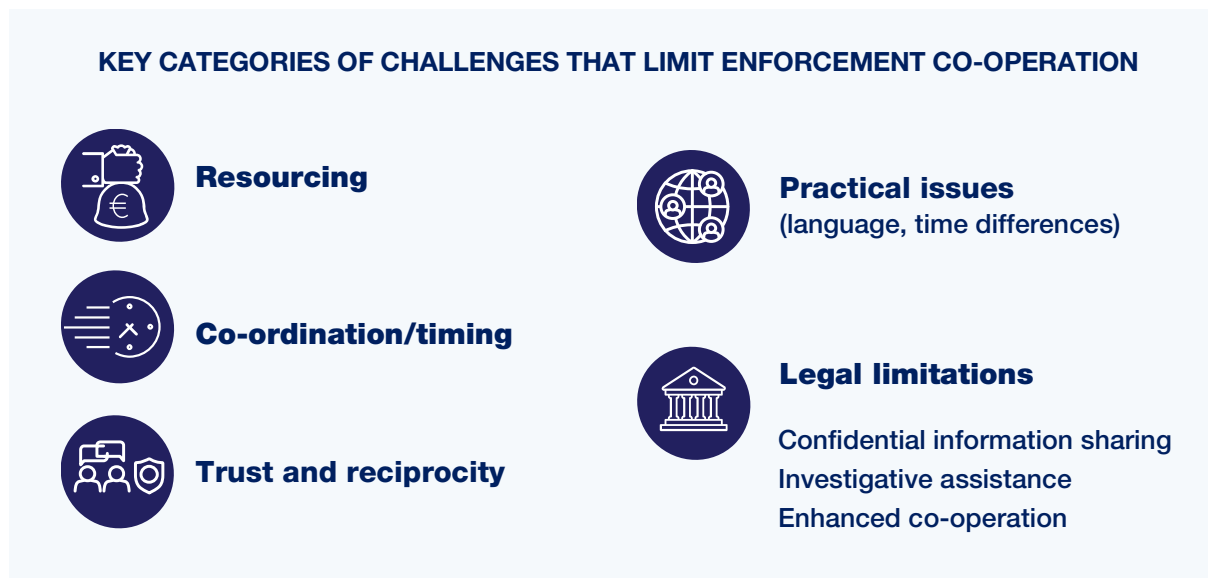 KEY CATEGORIES OF CHALLENGES THAT LIMIT ENFORCEMENT CO-OPERATION
€
Resourcing
Co-ordination/timing
Trust and reciprocity
Practical issues
(language, time differences)
Legal limitations
Confidential information sharing
Investigative assistance
Enhanced co-operation